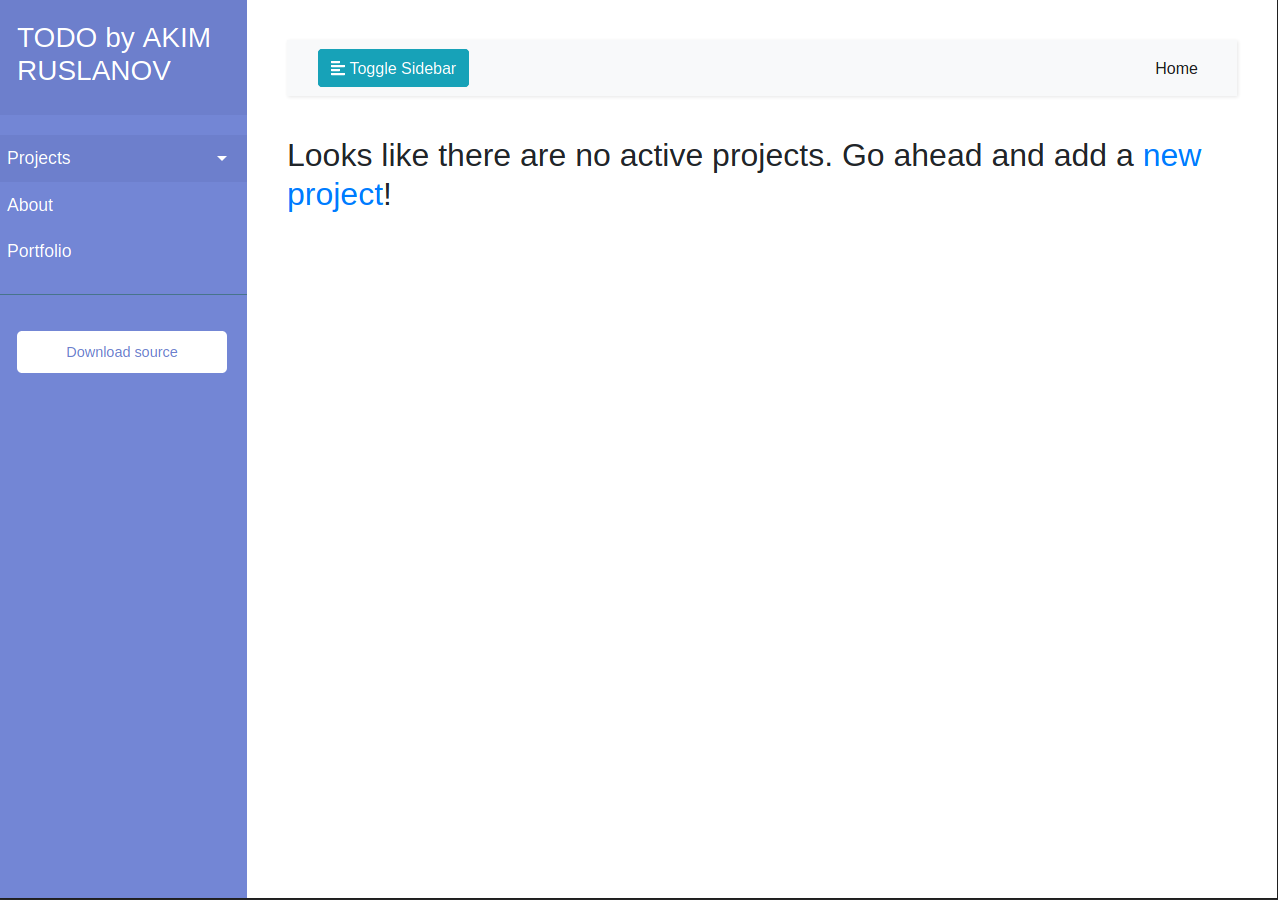 TODO by AKIM
RUSLANOV
Projects
About
Portfolio
Download source
Toggle Sidebar
Home
Looks like there are no active projects. Go ahead and add a new
project!